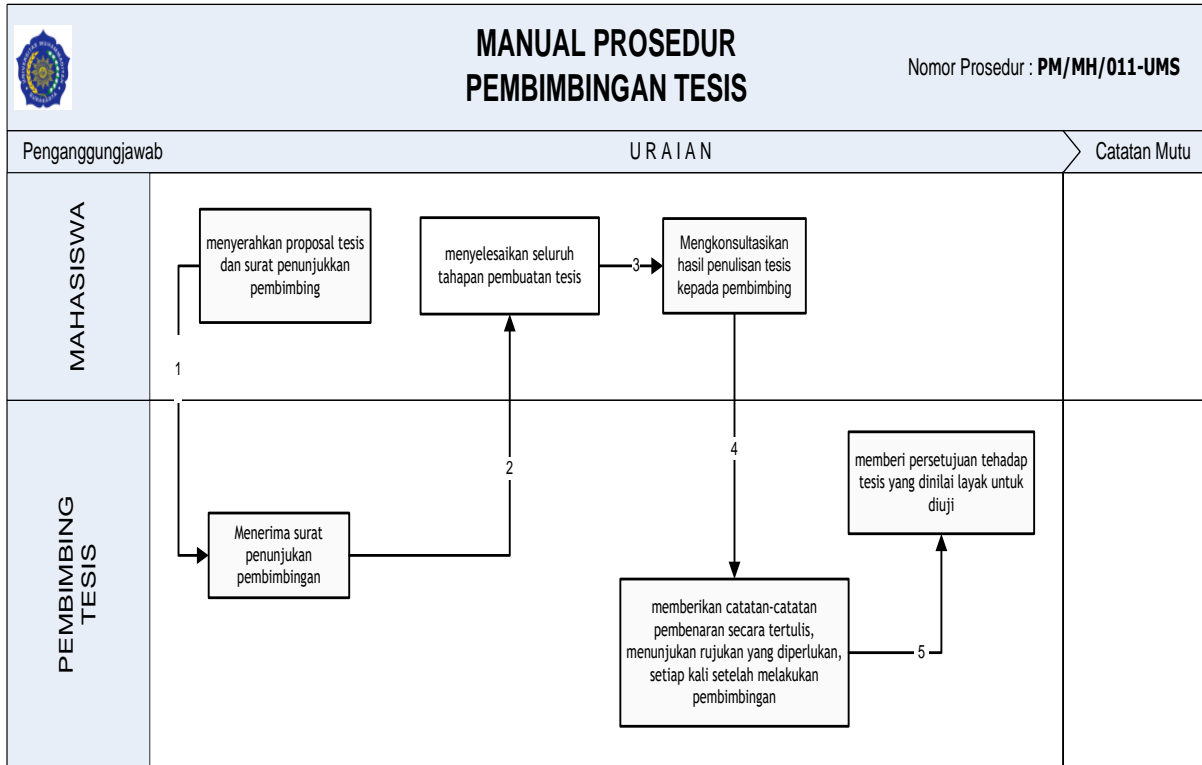 MANUAL PROSEDUR
PEMBIMBINGAN TESIS
Nomor Prosedur : PM/MH/011-UMS
Penganggungjawab
U R A I A N
Catatan Mutu
MAHASISWA
menyerahkan proposal tesis
dan surat penunjukkan
pembimbing
menyelesaikan seluruh
tahapan pembuatan tesis
3
Mengkonsultasikan
hasil penulisan tesis
kepada pembimbing
1
PEMBIMBING
TESIS
Menerima surat
penunjukan
pembimbingan
2
4
memberi persetujuan tehadap
tesis yang dinilai layak untuk
diuji
memberikan catatan-catatan
pembenaran secara tertulis,
menunjukan rujukan yang diperlukan,
setiap kali setelah melakukan
pembimbingan
5